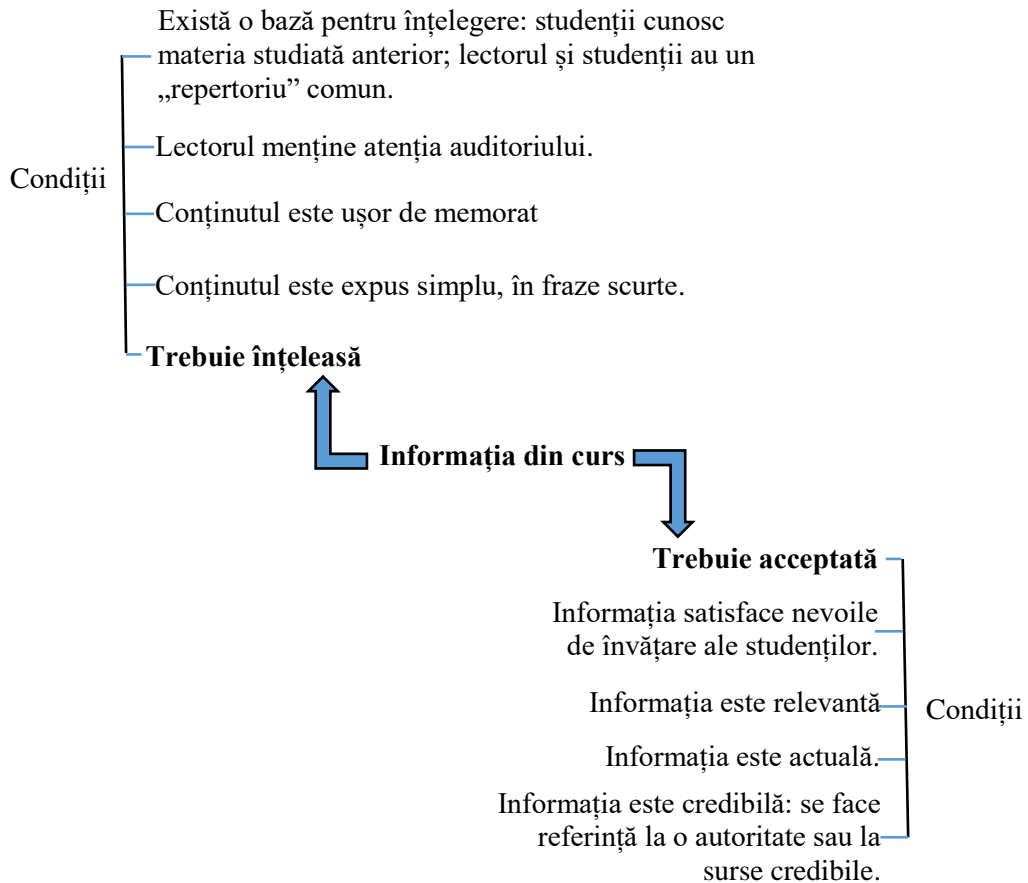 Există o bază pentru înțelegere: studenții cunosc
materia studiată anterior; lectorul și studenții au un
„repertoriu” comun.
Lectorul menține atenția auditoriului.
Condiții
Conținutul este ușor de memorat
Conținutul este expus simplu, în fraze scurte.
Trebuie înțeleasă
Informația din curs
Trebuie acceptată
Informația satisface nevoile
de învățare ale studenților.
Informația este relevantă
Condiții
Informația este actuală.
Informația este credibilă: se face
referință la o autoritate sau la
surse credibile.